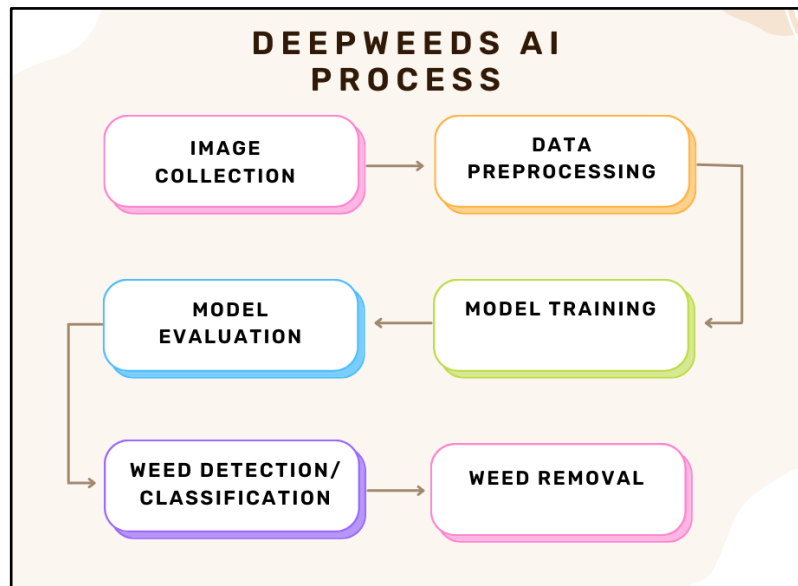 DEEPWEEDS AI
PROCESS
IMAGE
COLLECTION
DATA
PREPROCESSING
MODEL TRAINING
MODEL
EVALUATION
WEED DETECTION/
CLASSIFICATION
WEED REMOVAL